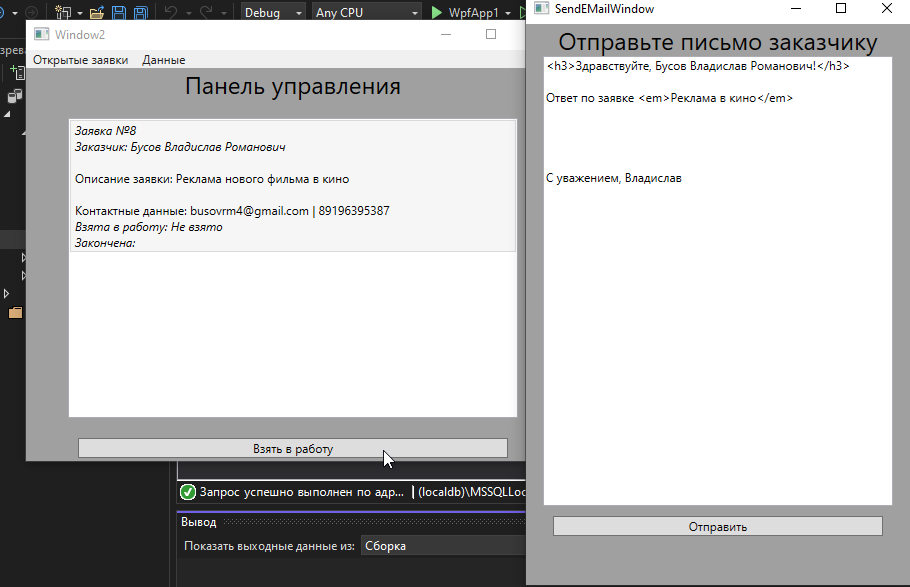 Debug
Any CPU
WpfApp1
Window2
Открытые заявки Данные
Панель управления
Заявка №8
Заказчик: Бусов Владислав Романович
Описание заявки: Реклама нового фильма в кино
Контактные данные: busovrm4@gmail.com | 89196395387
Взята в работу: Не взято
Закончена:
Взять в работу
Запрос успешно выполнен по адр... (localdb)\MSSQLLoc
Вывод
Показать выходные данные из: Сборка
SendEMailWindow
Отправьте письмо заказчику
<h3>Здравствуйте, Бусов Владислав Романович!</h3>
Ответ по заявке <em>Реклама в кино</em>
С уважением, Владислав
Отправить